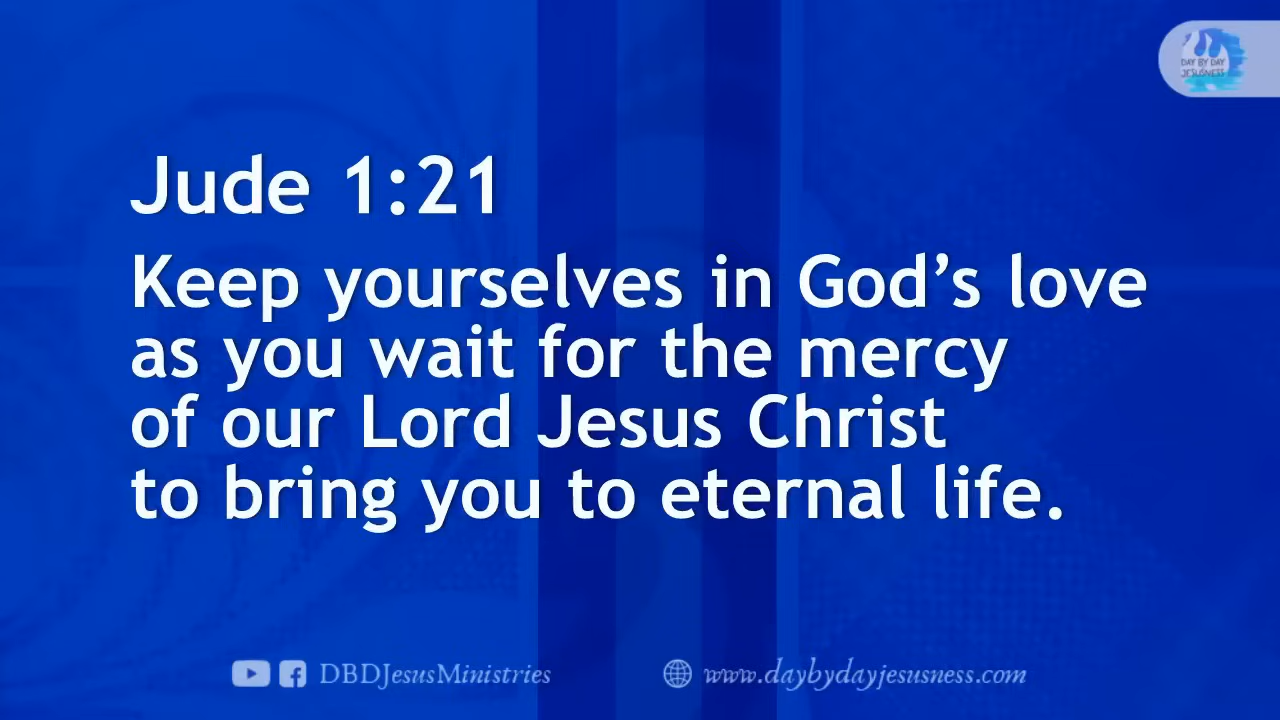 DAY BY DAY
JESUSNESS
Jude 1:21
Keep yourselves in God’s love
as you wait for the mercy
of our Lord Jesus Christ
to bring you to eternal life.
DBDJesusMinistries
www.daybydayjesusness.com